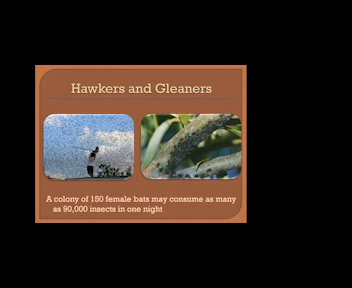 Hawkers and Gleaners
A colony of 150 female bats may consume as many
as 90,000 insects in one night